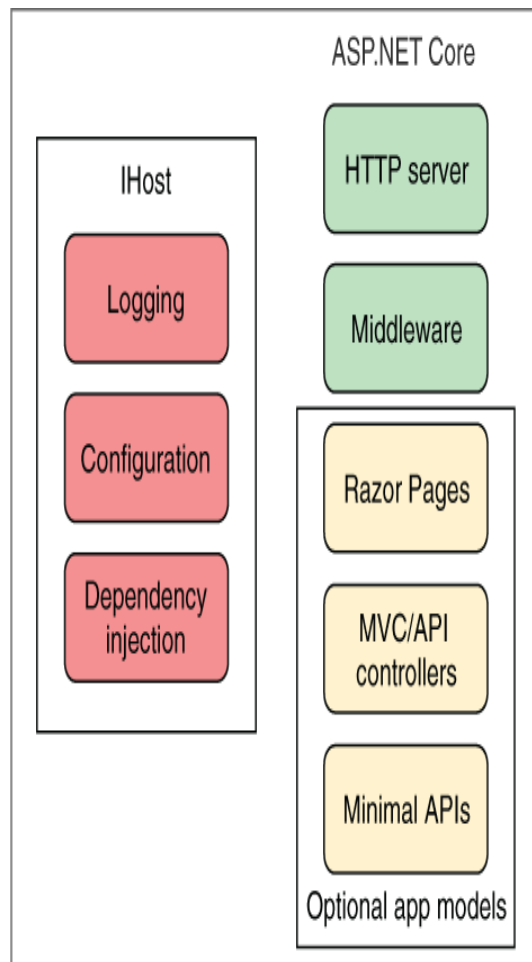 ASP.NET Core
IHost
Logging
Configuration
Dependency
injection
HTTP server
Middleware
Razor Pages
MVC/API
controllers
Minimal APIs
Optional app models